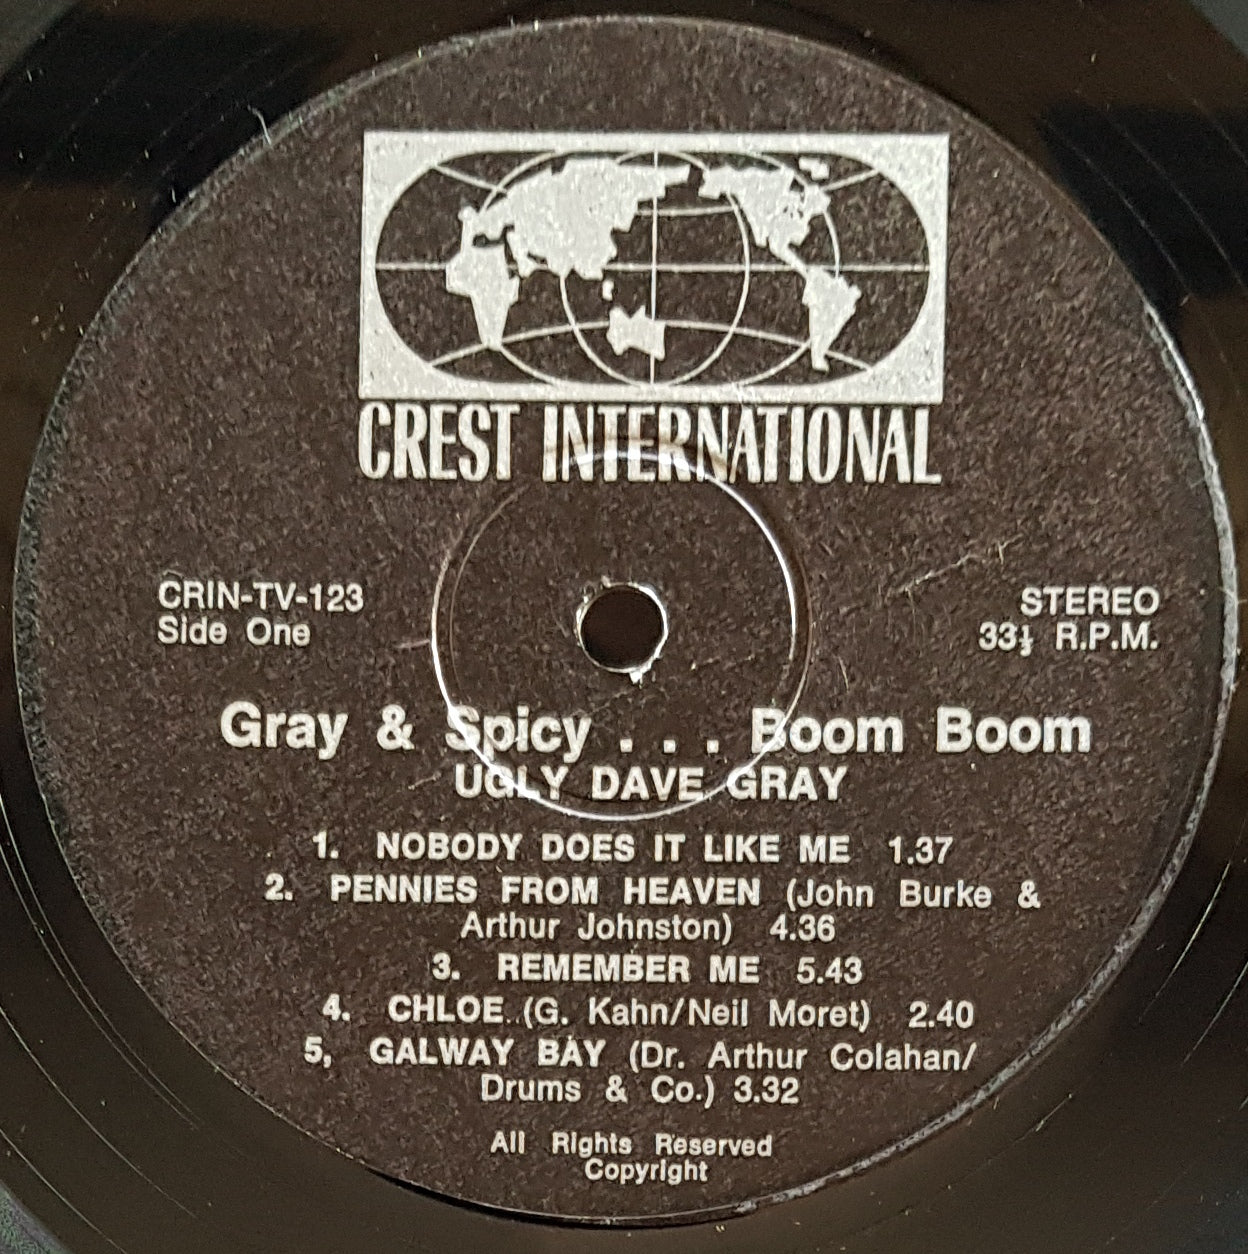 CREST INTERNATIONAL
CRIN-TV-123
Side One
STEREO
33⅓ R.P.M.
Gray & Spicy . . . Boom Boom
UGLY DAVE GRAY
1. NOBODY DOES IT LIKE ME 1.37
2. PENNIES FROM HEAVEN (John Burke &
Arthur Johnston) 4.36
3. REMEMBER ME 5.43
4. CHLOE (G. Kahn/Neil Moret) 2.40
5, GALWAY BAY (Dr. Arthur Colahan/
Drums & Co.) 3.32
All Rights Reserved
Copyright